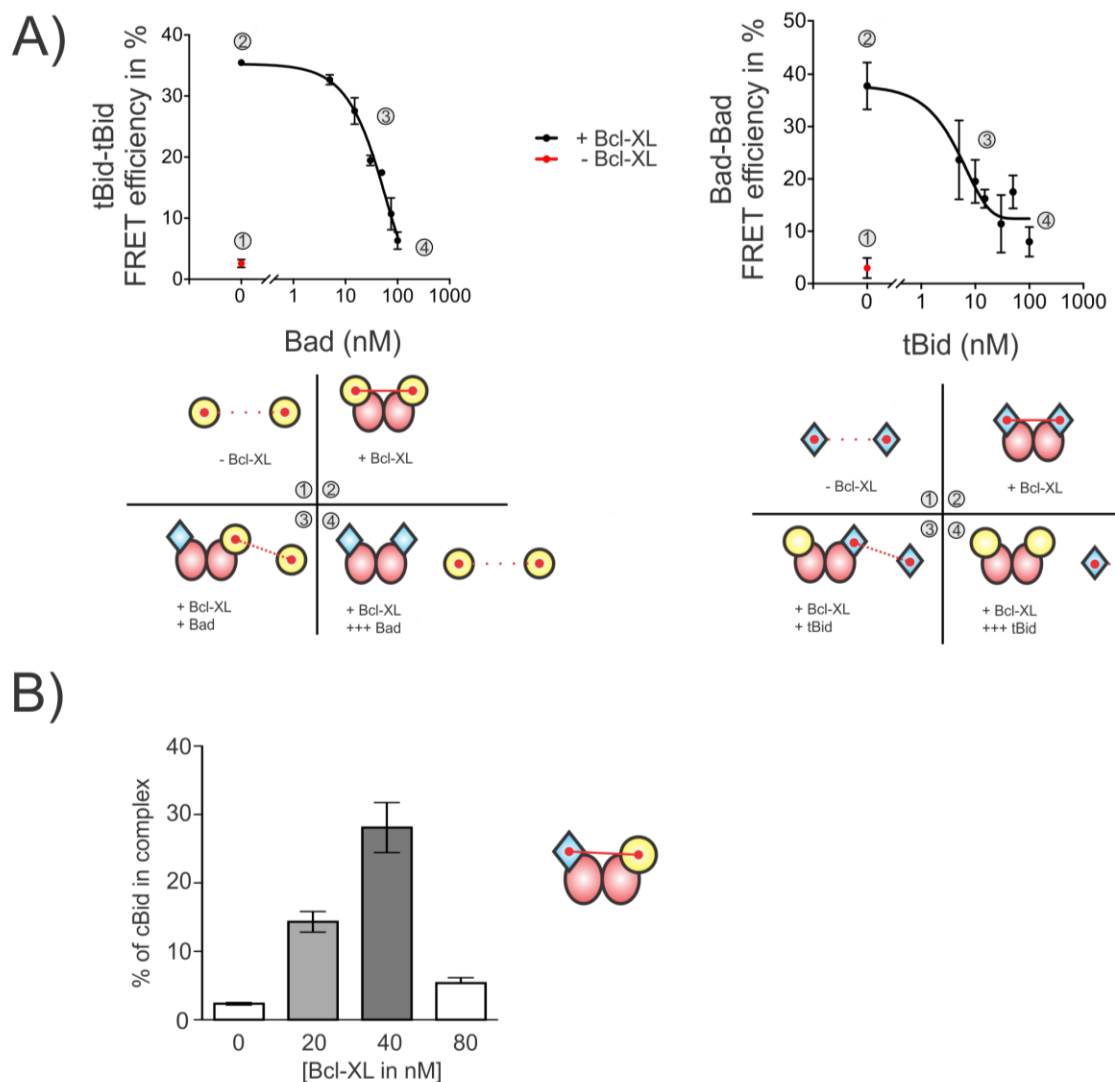 A)
tBid-tBid
FRET efficiency in %
40
30
20
10
0
②
③
①
④
0
1
10
100
1000
Bad (nM)
+ Bcl-XL
- Bcl-XL
Bad-Bad
FRET efficiency in %
50
40
30
20
10
0
②
③
①
④
0
1
10
100
1000
tBid (nM)
- Bcl-XL
+ Bcl-XL
① ②
③ ④
+ Bcl-XL
+ Bad
+ Bcl-XL
+++ Bad
- Bcl-XL
+ Bcl-XL
① ②
③ ④
+ Bcl-XL
+ tBid
+ Bcl-XL
+++ tBid
B)
% of cBid in complex
40
30
20
10
0
0 20 40 80
[Bcl-XL in nM]